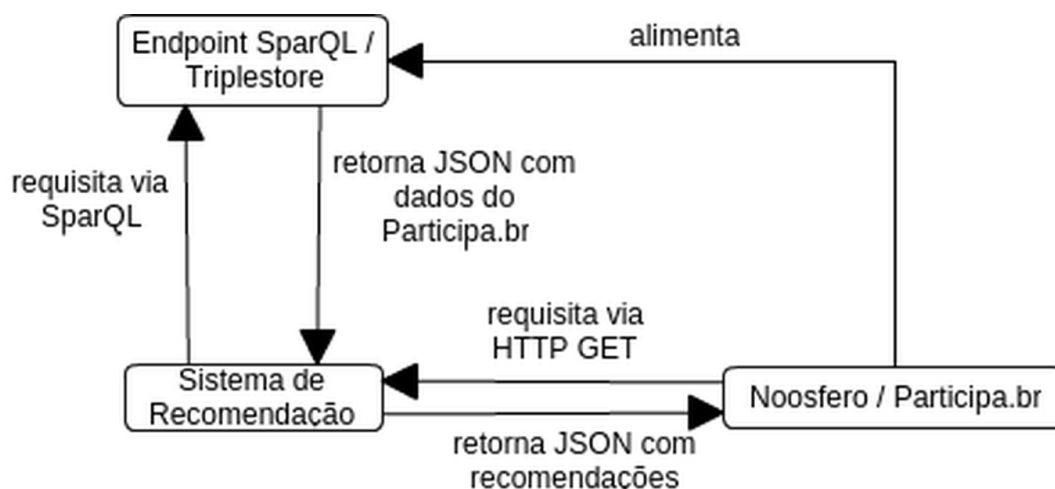 Endpoint SparQL /
Triplestore
alimenta
requisita via
SparQL
retorna JSON com
dados do
Participa.br
requisita via
HTTP GET
Sistema de
Recomendação
Noosfero / Participa.br
retorna JSON com
recomendações